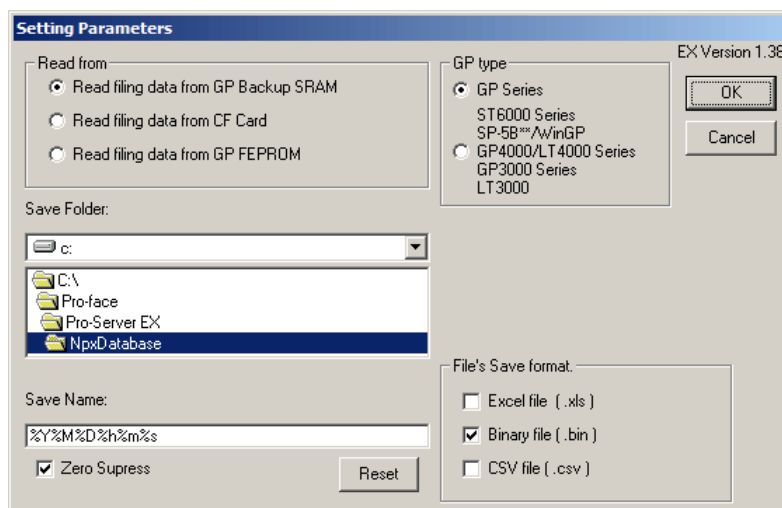 Setting Parameters
EX Version 1.38
Read from
Read filing data from GP Backup SRAM
Read filing data from CF Card
Read filing data from GP FEPROM
GP type
GP Series
ST6000 Series
SP-5B**/WinGP
GP4000/LT4000 Series
GP3000 Series
LT3000
OK
Cancel
Save Folder:
c:
C:\
Pro-face
Pro-Server EX
NpxDatabase
Save Name:
%Y%M%D%h%m%s
Zero Supress
Reset
File's Save format.
Excel file ( .xls )
Binary file ( .bin )
CSV file ( .csv )